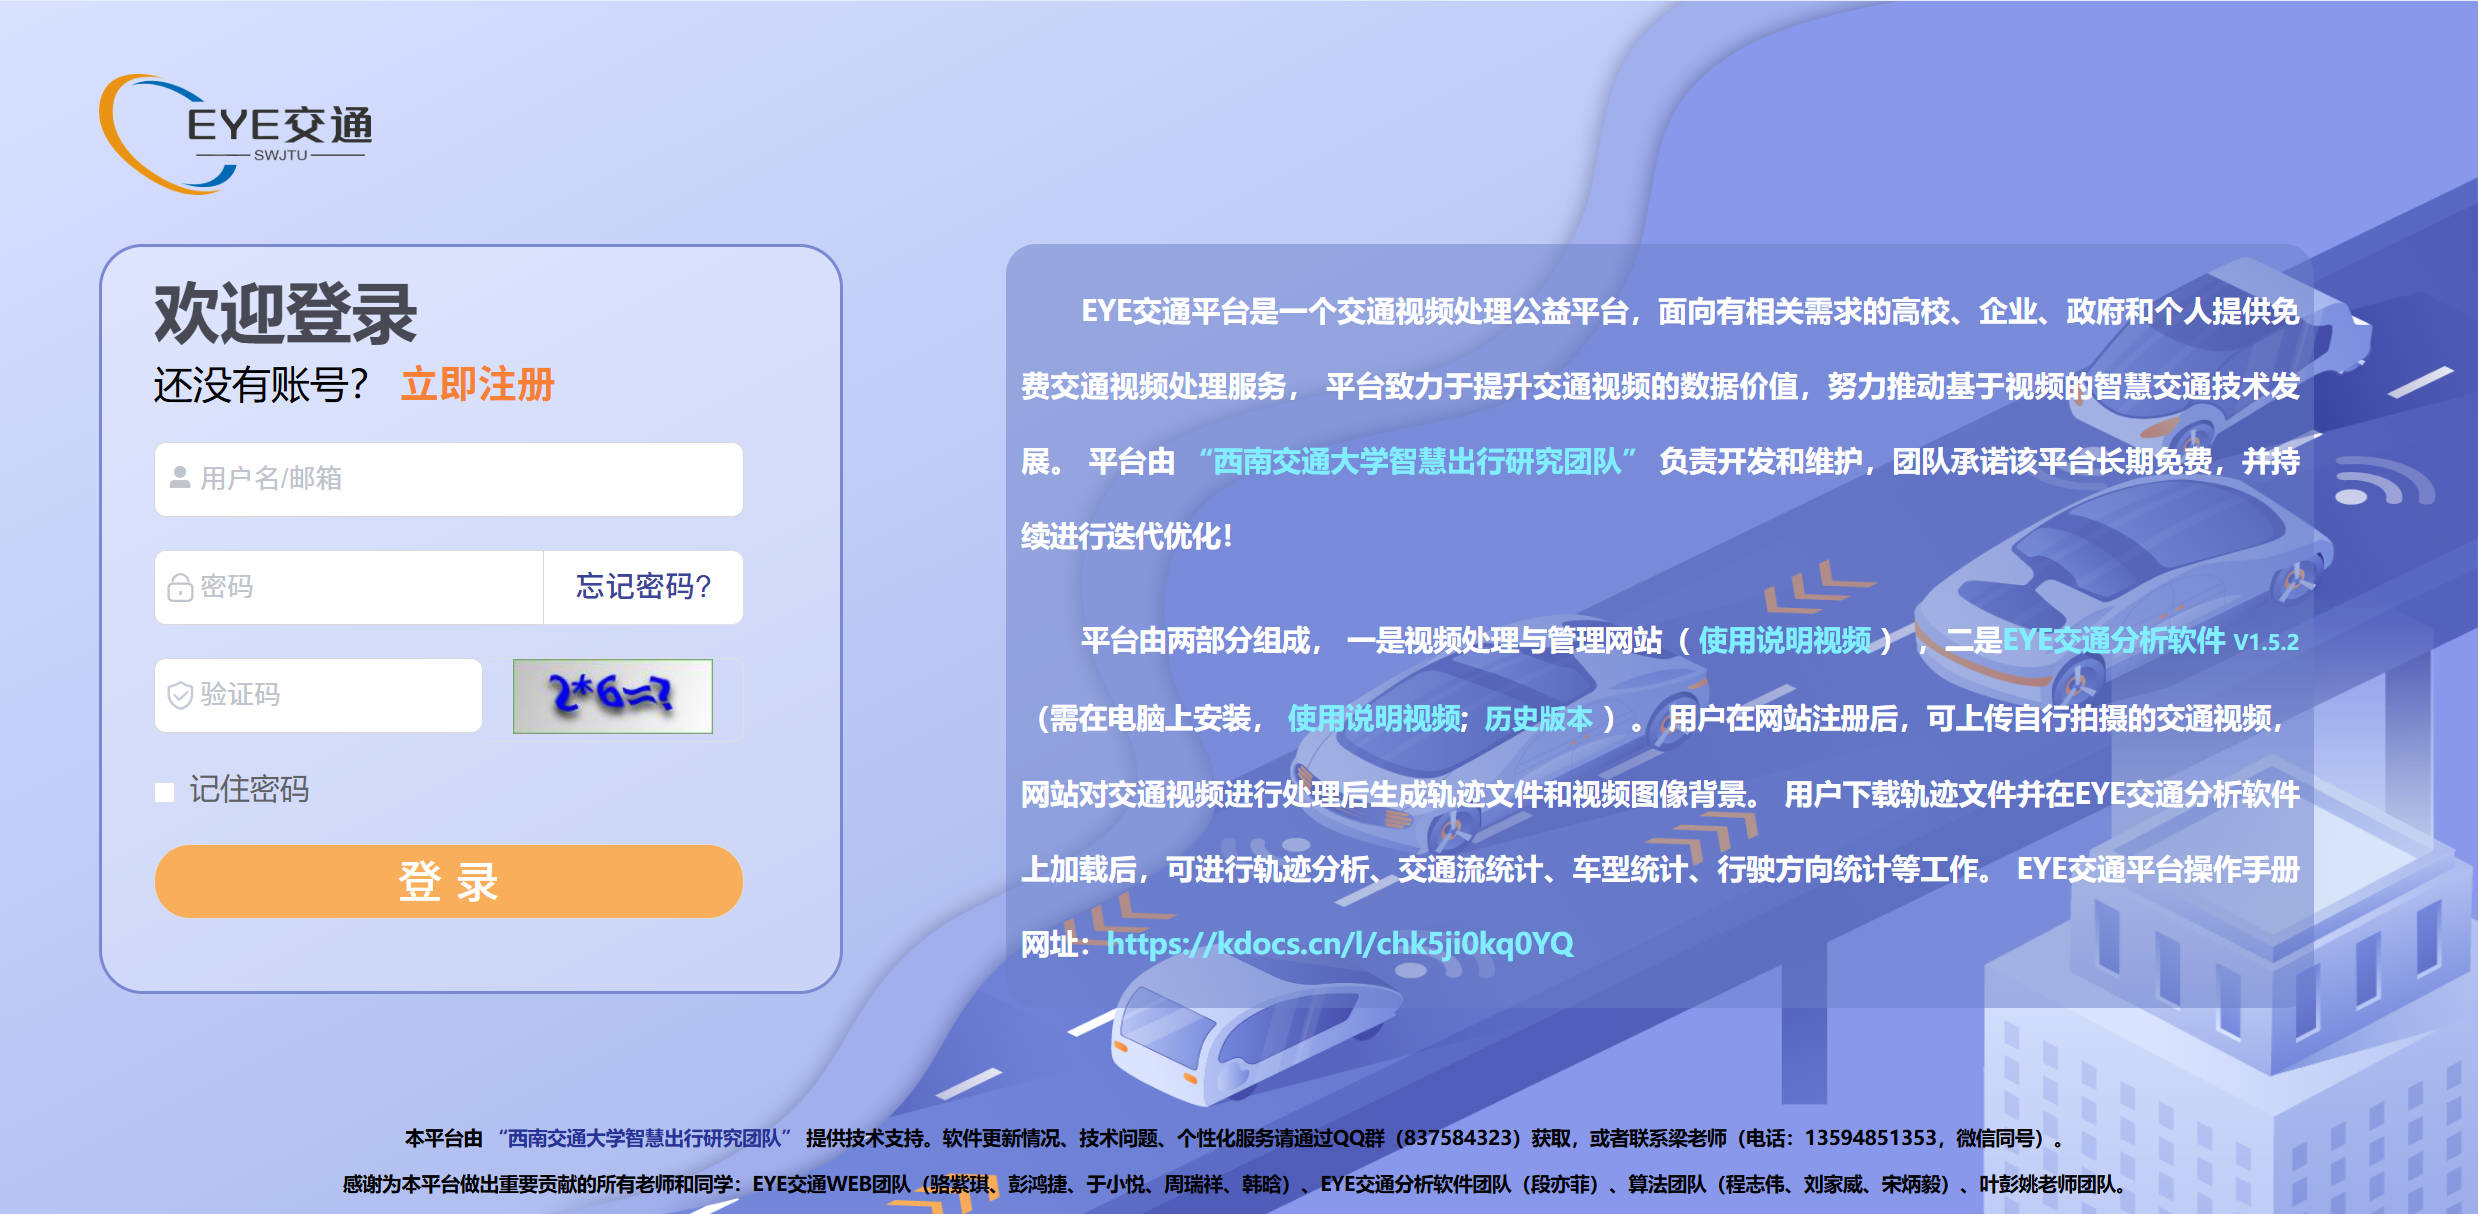 EYE交通
SWJTU
欢迎登录
还没有账号？ 立即注册
用户名/邮箱
密码
忘记密码?
验证码
2*6=?
记住密码
登 录
EYE交通平台是一个交通视频处理公益平台，面向有相关需求的高校、企业、政府和个人提供免
费交通视频处理服务， 平台致力于提升交通视频的数据价值，努力推动基于视频的智慧交通技术发
展。 平台由 “西南交通大学智慧出行研究团队” 负责开发和维护，团队承诺该平台长期免费，并持
续进行迭代优化！
平台由两部分组成， 一是视频处理与管理网站（ 使用说明视频 ） ，二是EYE交通分析软件 V1.5.2
（需在电脑上安装， 使用说明视频; 历史版本 ）。 用户在网站注册后，可上传自行拍摄的交通视频，
网站对交通视频进行处理后生成轨迹文件和视频图像背景。 用户下载轨迹文件并在EYE交通分析软件
上加载后，可进行轨迹分析、交通流统计、车型统计、行驶方向统计等工作。 EYE交通平台操作手册
网址：https://kdocs.cn/l/chk5ji0kq0YQ
本平台由 “西南交通大学智慧出行研究团队” 提供技术支持。软件更新情况、技术问题、个性化服务请通过QQ群（837584323）获取，或者联系梁老师（电话：13594851353，微信同号）。
感谢为本平台做出重要贡献的所有老师和同学：EYE交通WEB团队（骆紫琪、彭鸿捷、于小悦、周瑞祥、韩晗）、EYE交通分析软件团队（段亦菲）、算法团队（程志伟、刘家威、宋炳毅）、叶彭姚老师团队。